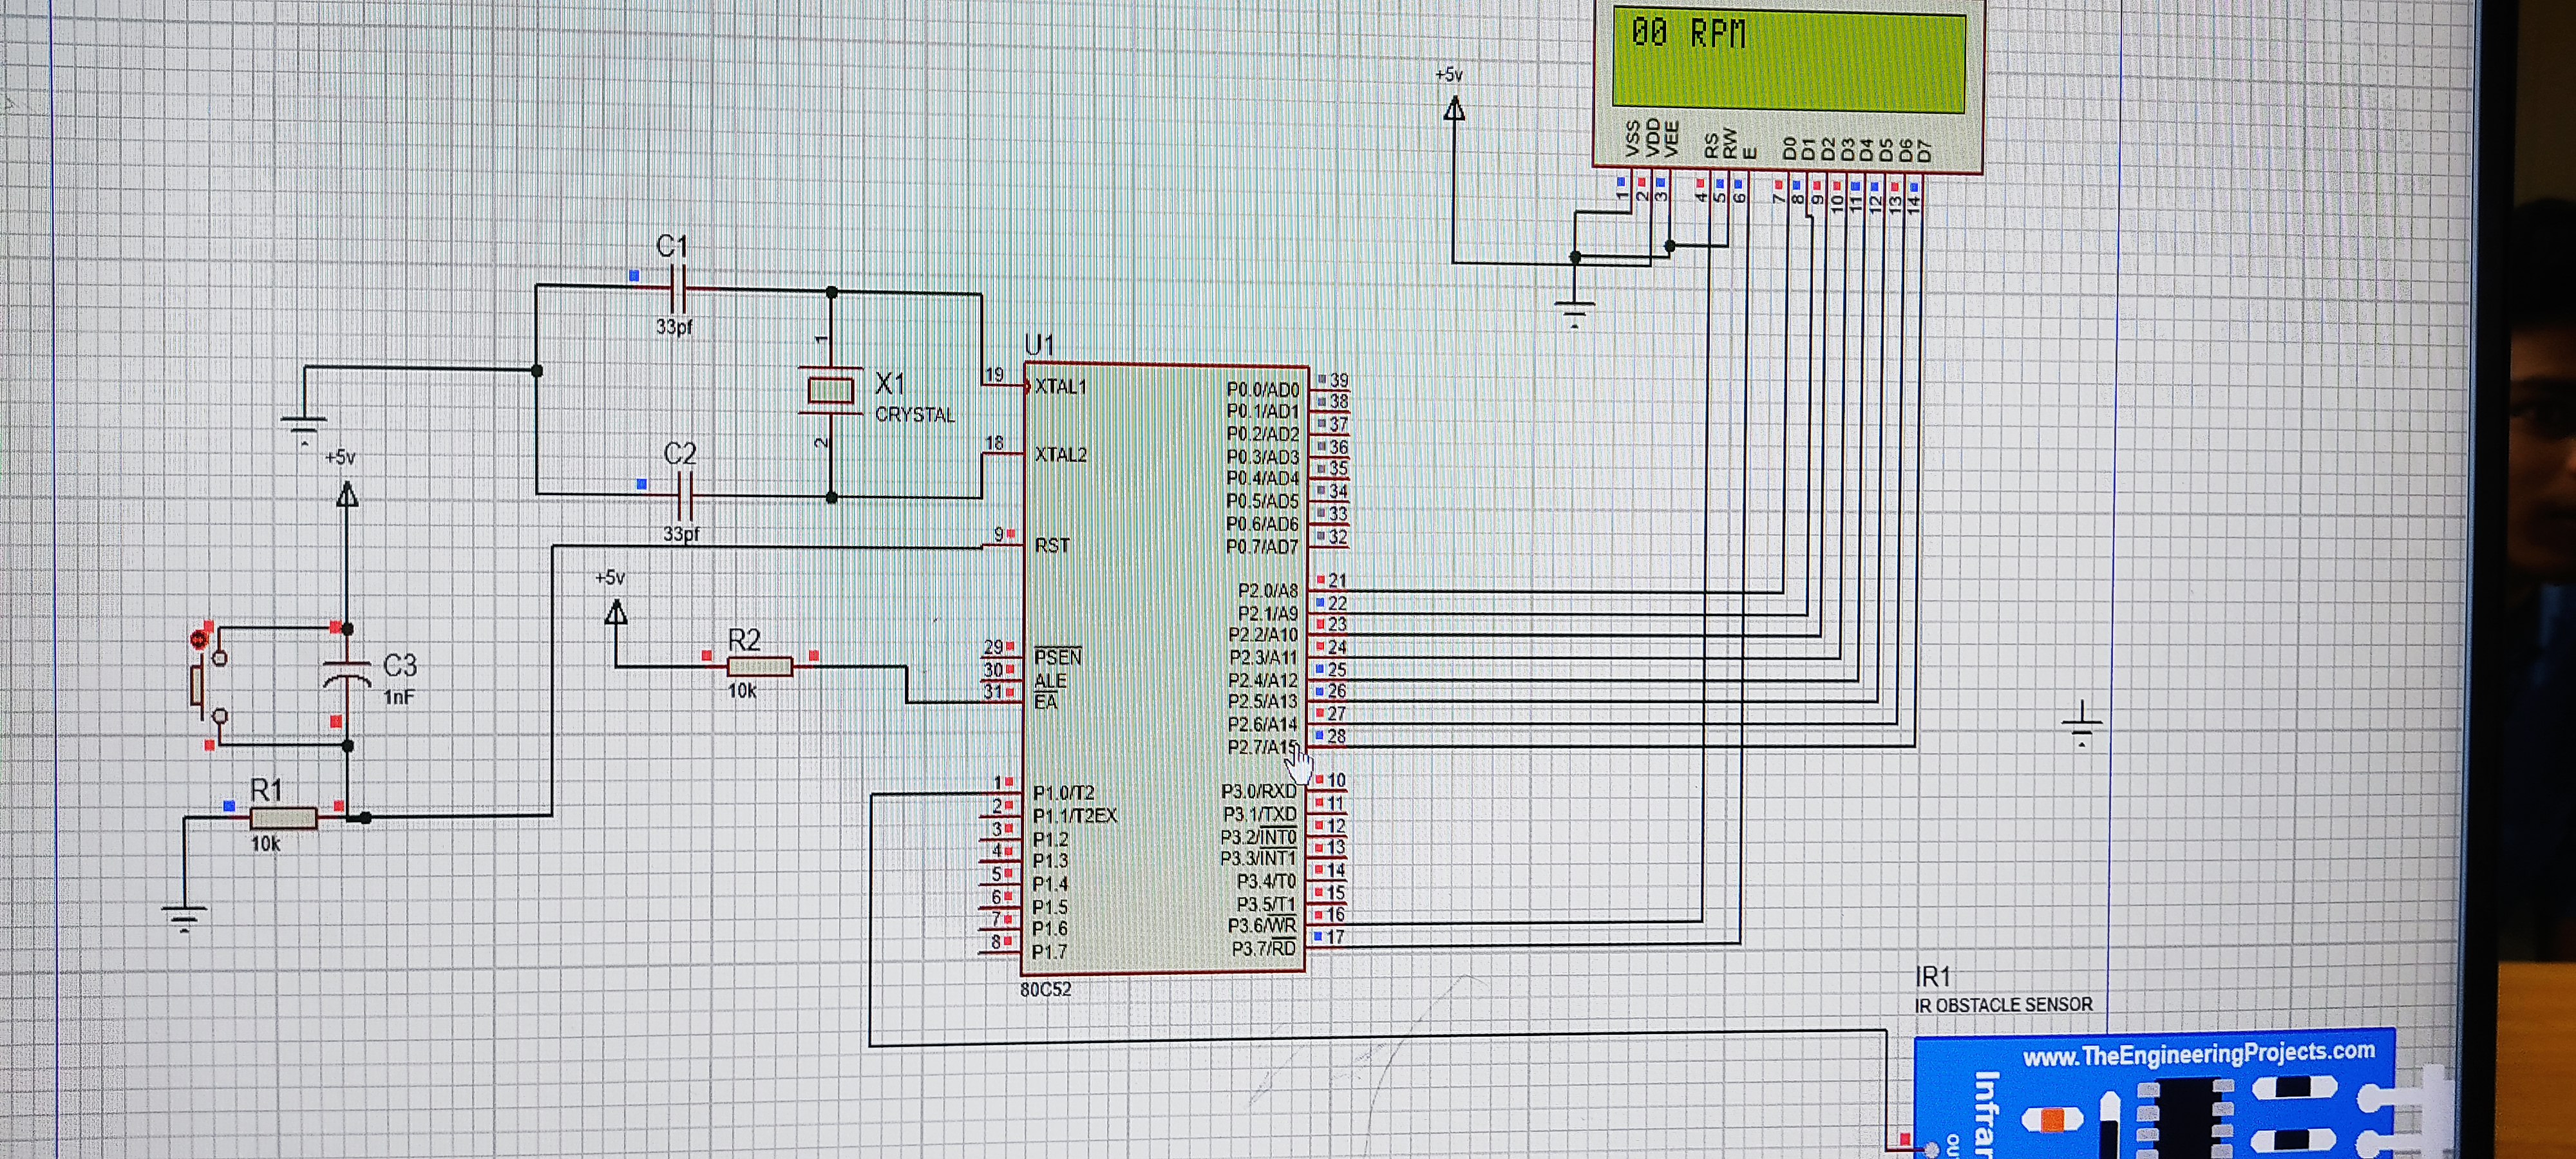 00 RPM
+5v
VSS
VDD
VEE
RS
RW
E
D0
D1
D2
D3
D4
D5
D6
D7
1
2
3
4
5
6
7
8
9
10
11
12
13
14
C1
33pf
1
X1
CRYSTAL
2
C2
33pf
+5v
C3
1nF
R1
10k
+5v
R2
10k
U1
19 XTAL1
18 XTAL2
9 RST
29 PSEN
30 ALE
31 EA
1 P1.0/T2
2 P1.1/T2EX
3 P1.2
4 P1.3
5 P1.4
6 P1.5
7 P1.6
8 P1.7
P0.0/AD0 39
P0.1/AD1 38
P0.2/AD2 37
P0.3/AD3 36
P0.4/AD4 35
P0.5/AD5 34
P0.6/AD6 33
P0.7/AD7 32
P2.0/A8 21
P2.1/A9 22
P2.2/A10 23
P2.3/A11 24
P2.4/A12 25
P2.5/A13 26
P2.6/A14 27
P2.7/A15 28
P3.0/RXD 10
P3.1/TXD 11
P3.2/INT0 12
P3.3/INT1 13
P3.4/T0 14
P3.5/T1 15
P3.6/WR 16
P3.7/RD 17
80C52
IR1
IR OBSTACLE SENSOR
www.TheEngineeringProjects.com
Infrar
OU